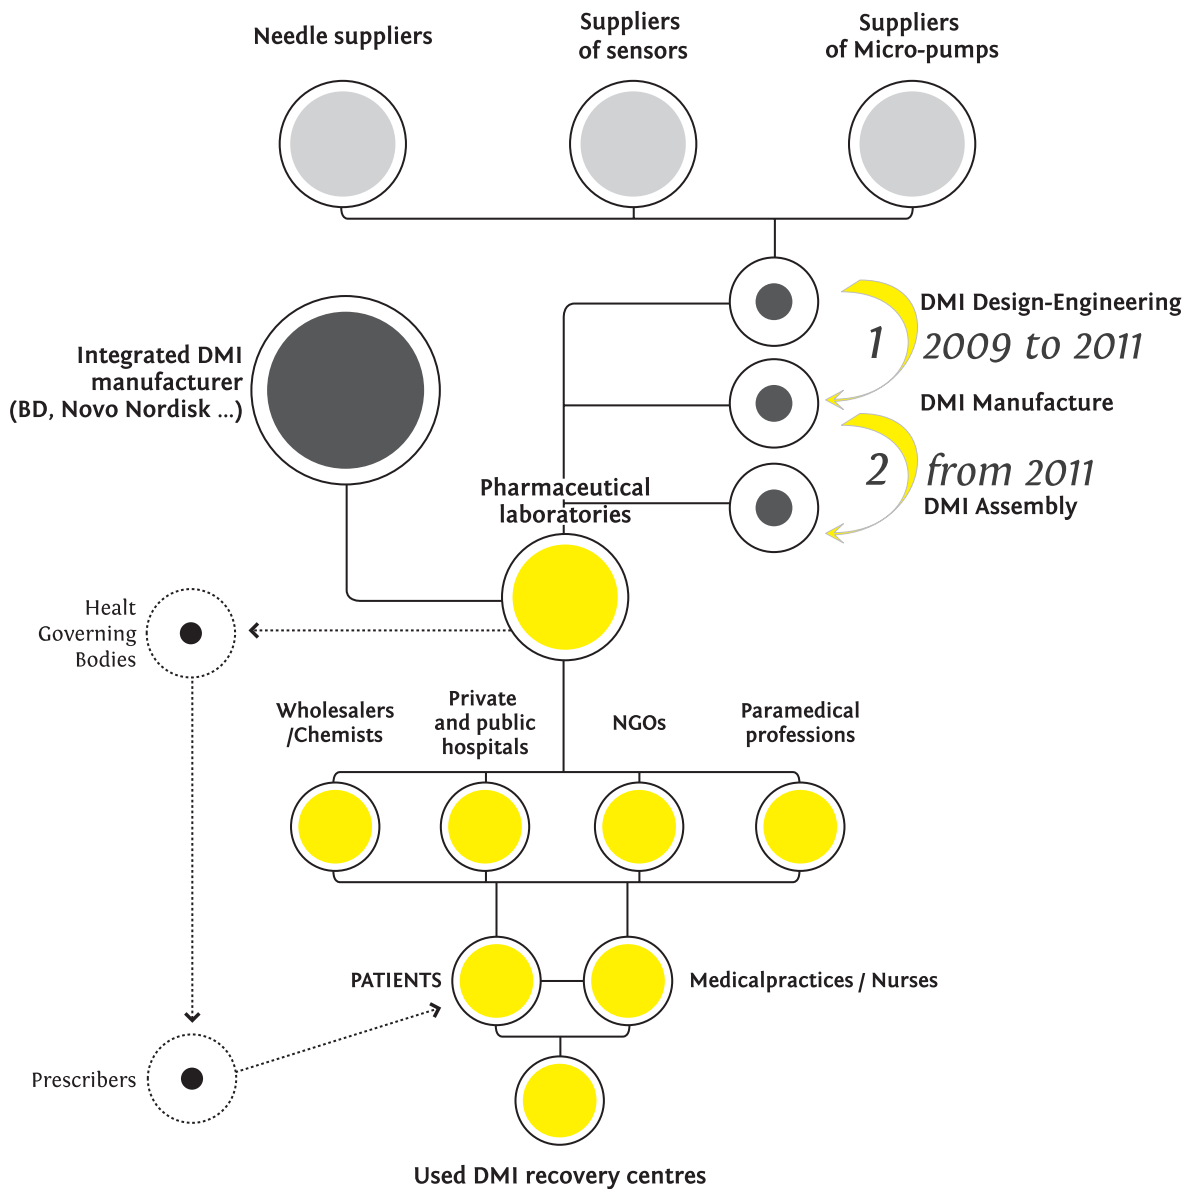 Needle suppliers
Suppliers
of sensors
Suppliers
of Micro-pumps
DMI Design-Engineering
1 2009 to 2011
Integrated DMI
manufacturer
(BD, Novo Nordisk ...)
DMI Manufacture
2 from 2011
DMI Assembly
Pharmaceutical
laboratories
Healt
Governing
Bodies
Wholesalers
/Chemists
Private
and public
hospitals
NGOs
Paramedical
professions
PATIENTS
Medicalpractices / Nurses
Prescribers
Used DMI recovery centres